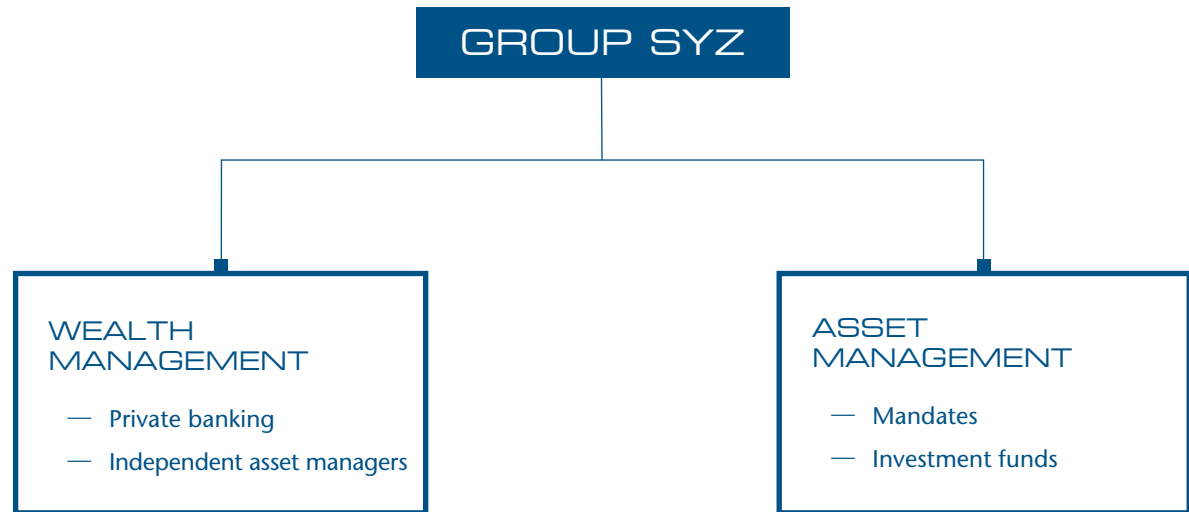 GROUP SYZ
WEALTH
MANAGEMENT
— Private banking
— Independent asset managers
ASSET
MANAGEMENT
— Mandates
— Investment funds